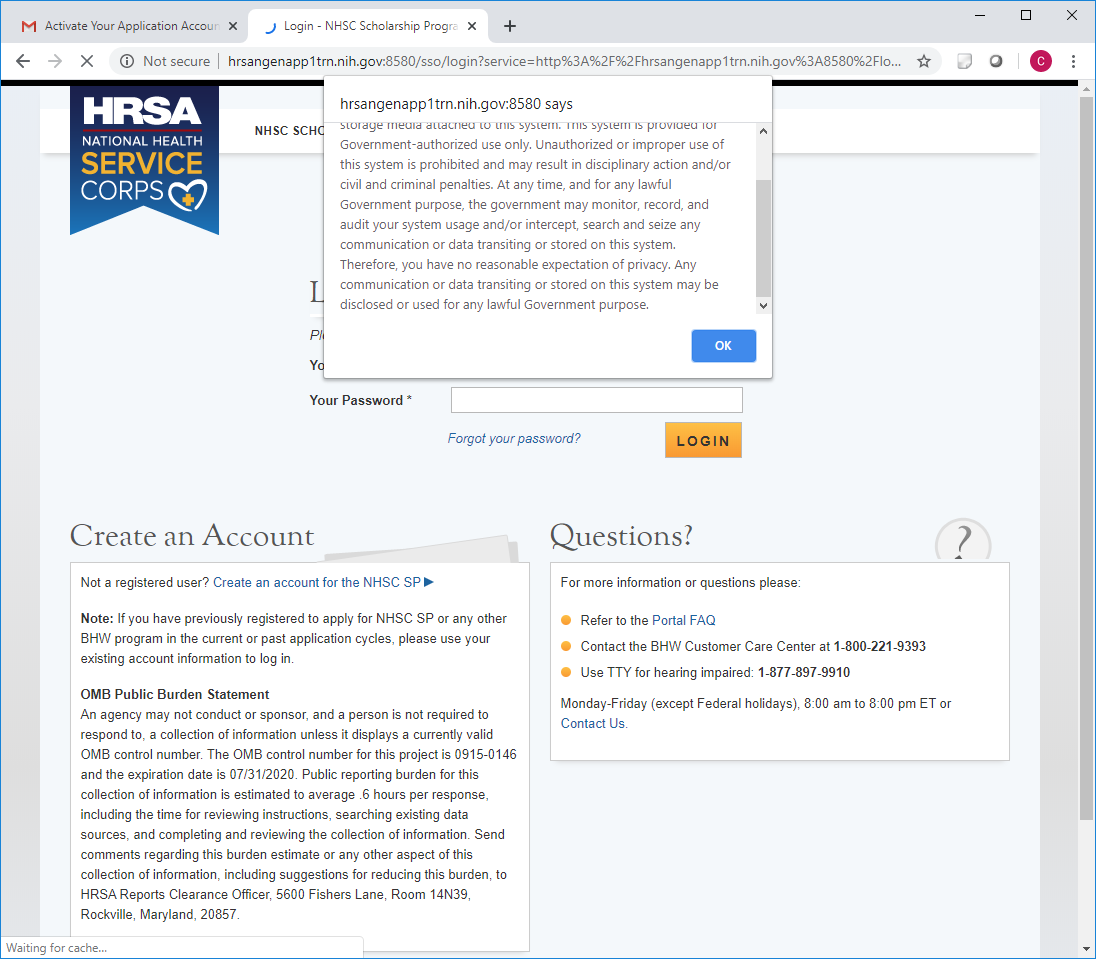 Activate Your Application Accoun
Login - NHSC Scholarship Progra
Not secure
hrsangenapp1trn.nih.gov:8580/sso/login?service=http%3A%2F%2Fhrsangenapp1trn.nih.gov%3A8580%2Flo...
C
HRSA
NATIONAL HEALTH
SERVICE
CORPS
NHSC SCHO
hrsangenapp1trn.nih.gov:8580 says
storage media attached to this system. This system is provided for
Government-authorized use only. Unauthorized or improper use of
this system is prohibited and may result in disciplinary action and/or
civil and criminal penalties. At any time, and for any lawful
Government purpose, the government may monitor, record, and
audit your system usage and/or intercept, search and seize any
communication or data transiting or stored on this system.
Therefore, you have no reasonable expectation of privacy. Any
communication or data transiting or stored on this system may be
disclosed or used for any lawful Government purpose.
OK
L
Ple
Yo
Your Password *
Forgot your password?
LOGIN
Create an Account
Not a registered user? Create an account for the NHSC SP
Note: If you have previously registered to apply for NHSC SP or any other
BHW program in the current or past application cycles, please use your
existing account information to log in.
OMB Public Burden Statement
An agency may not conduct or sponsor, and a person is not required to
respond to, a collection of information unless it displays a currently valid
OMB control number. The OMB control number for this project is 0915-0146
and the expiration date is 07/31/2020. Public reporting burden for this
collection of information is estimated to average .6 hours per response,
including the time for reviewing instructions, searching existing data
sources, and completing and reviewing the collection of information. Send
comments regarding this burden estimate or any other aspect of this
collection of information, including suggestions for reducing this burden, to
HRSA Reports Clearance Officer, 5600 Fishers Lane, Room 14N39,
Rockville, Maryland, 20857.
Questions?
?
For more information or questions please:
Refer to the Portal FAQ
Contact the BHW Customer Care Center at 1-800-221-9393
Use TTY for hearing impaired: 1-877-897-9910
Monday-Friday (except Federal holidays), 8:00 am to 8:00 pm ET or
Contact Us.
Waiting for cache...